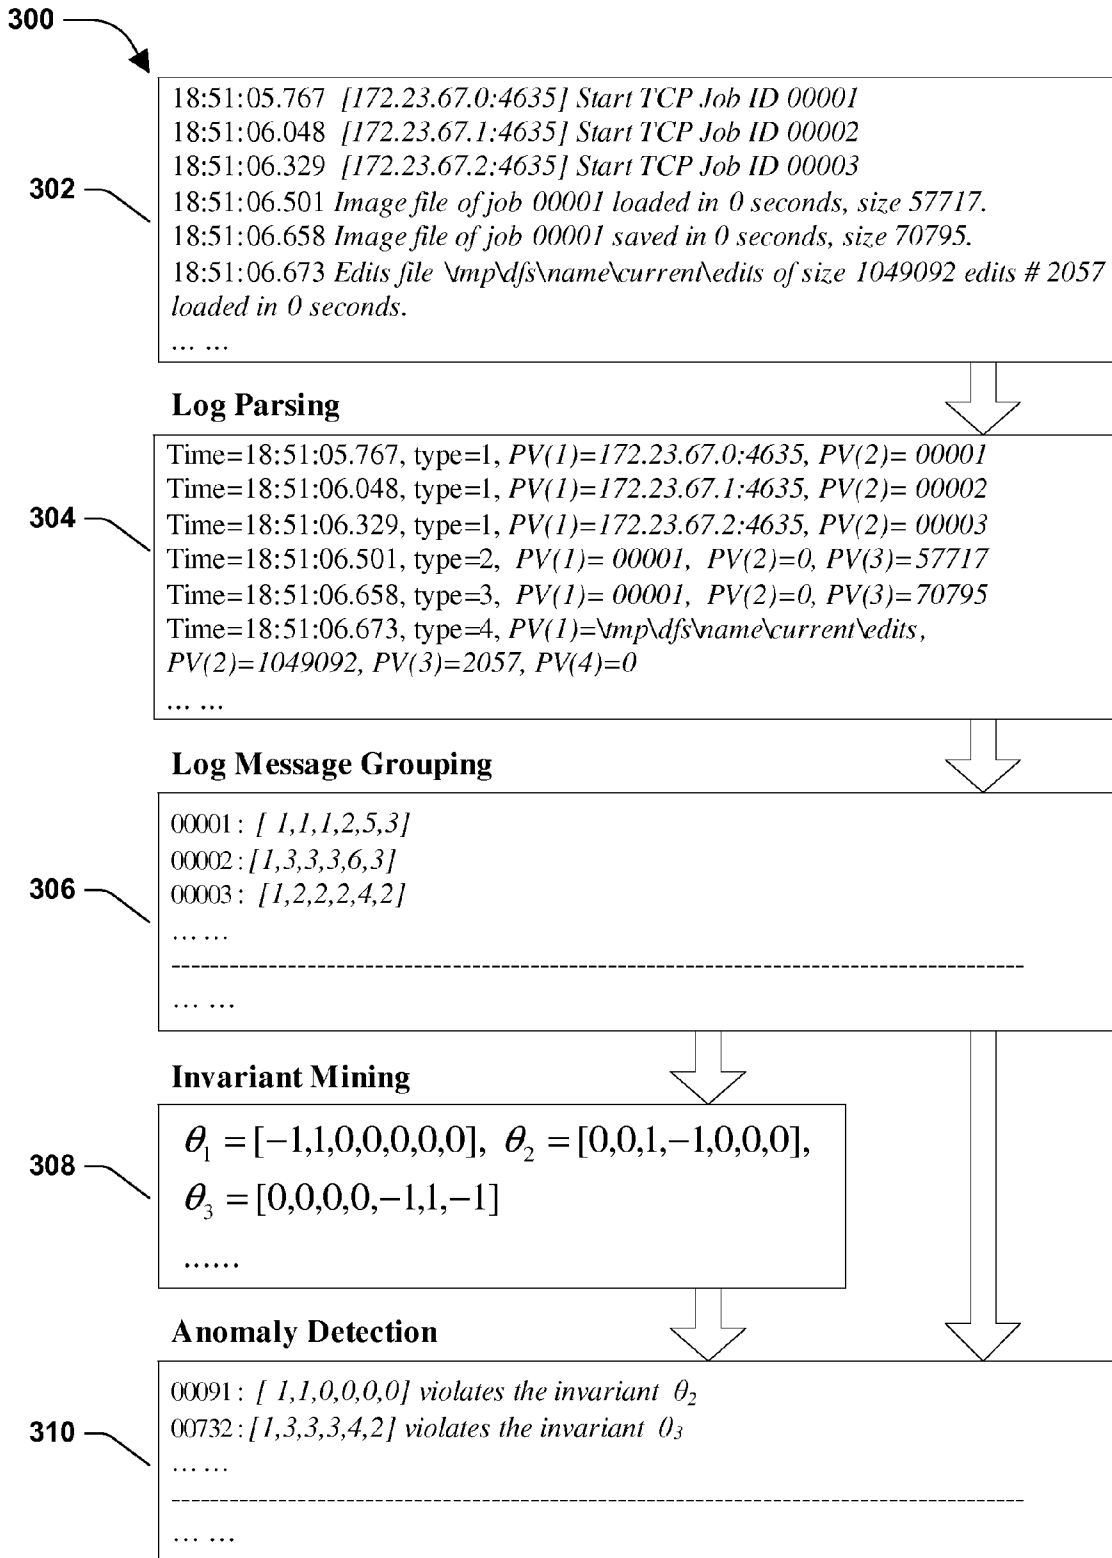 300
18:51:05.767 [172.23.67.0:4635] Start TCP Job ID 00001
18:51:06.048 [172.23.67.1:4635] Start TCP Job ID 00002
18:51:06.329 [172.23.67.2:4635] Start TCP Job ID 00003
302
18:51:06.501 Image file of job 00001 loaded in 0 seconds, size 57717.
18:51:06.658 Image file of job 00001 saved in 0 seconds, size 70795.
18:51:06.673 Edits file \tmp\dfs\name\current\edits of size 1049092 edits # 2057
loaded in 0 seconds.
... ...
Log Parsing
Time=18:51:05.767, type=1, PV(1)=172.23.67.0:4635, PV(2)= 00001
Time=18:51:06.048, type=1, PV(1)=172.23.67.1:4635, PV(2)= 00002
304
Time=18:51:06.329, type=1, PV(1)=172.23.67.2:4635, PV(2)= 00003
Time=18:51:06.501, type=2, PV(1)= 00001, PV(2)=0, PV(3)=57717
Time=18:51:06.658, type=3, PV(1)= 00001, PV(2)=0, PV(3)=70795
Time=18:51:06.673, type=4, PV(1)=\tmp\dfs\name\current\edits,
PV(2)=1049092, PV(3)=2057, PV(4)=0
... ...
Log Message Grouping
00001: [ 1,1,1,2,5,3]
00002:[1,3,3,3,6,3]
306
00003: [1,2,2,2,4,2]
... ...
... ...
Invariant Mining
θ1 = [−1,1,0,0,0,0,0], θ2 = [0,0,1,−1,0,0,0],
308
θ3 = [0,0,0,0,−1,1,−1]
......
Anomaly Detection
00091: [ 1,1,0,0,0,0] violates the invariant θ2
00732:[1,3,3,3,4,2] violates the invariant θ3
310
... ...
... ...